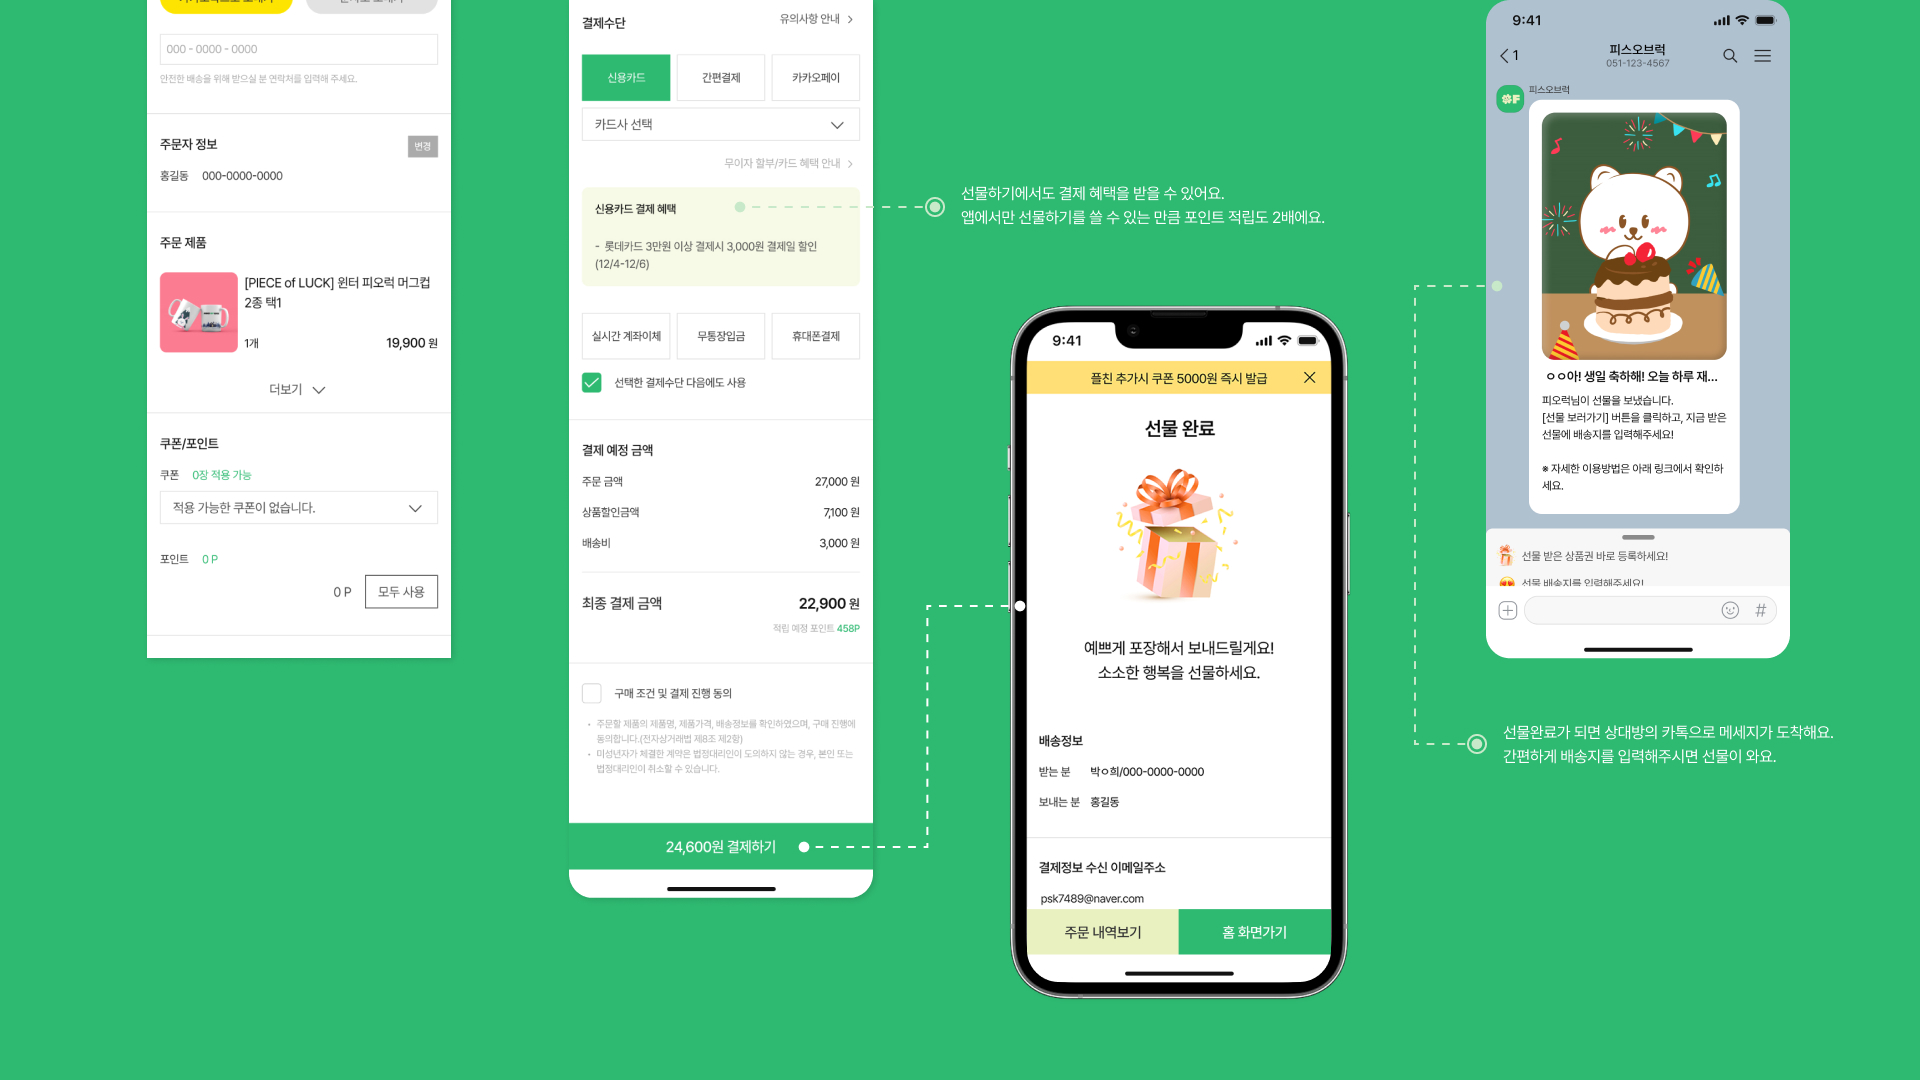 000 - 0000 - 0000
안전한 배송을 위해 받으실 분 연락처를 입력해 주세요.
주문자 정보
변경
홍길동 000-0000-0000
주문 제품
[PIECE of LUCK] 윈터 피오럭 머그컵
2종 택1
1개 19,900 원
더보기
쿠폰/포인트
쿠폰 0장 적용 가능
적용 가능한 쿠폰이 없습니다.
포인트 0 P
0 P 모두 사용
결제수단
유의사항 안내
신용카드 간편결제 카카오페이
카드사 선택
무이자 할부/카드 혜택 안내
신용카드 결제 혜택
- 롯데카드 3만원 이상 결제시 3,000원 결제일 할인
(12/4-12/6)
실시간 계좌이체 무통장입금 휴대폰결제
선택한 결제수단 다음에도 사용
결제 예정 금액
주문 금액 27,000 원
상품할인금액 7,100 원
배송비 3,000 원
최종 결제 금액 22,900 원
적립 예정 포인트 458P
구매 조건 및 결제 진행 동의
• 주문할 제품의 제품명, 제품가격, 배송정보를 확인하였으며, 구매 진행에
동의합니다.(전자상거래법 제8조 제2항)
• 미성년자가 체결한 계약은 법정대리인이 도의하지 않는 경우, 본인 또는
법정대리인이 취소할 수 있습니다.
24,600원 결제하기
선물하기에서도 결제 혜택을 받을 수 있어요.
앱에서만 선물하기를 쓸 수 있는 만큼 포인트 적립도 2배에요.
9:41
플친 추가시 쿠폰 5000원 즉시 발급
선물 완료
예쁘게 포장해서 보내드릴게요!
소소한 행복을 선물하세요.
배송정보
받는 분 박ㅇ희/000-0000-0000
보내는 분 홍길동
결제정보 수신 이메일주소
psk7489@naver.com
주문 내역보기 홈 화면가기
9:41
1
피스오브럭
051-123-4567
피스오브럭
ㅇㅇ아! 생일 축하해! 오늘 하루 재...
피오럭님이 선물을 보냈습니다.
[선물 보러가기] 버튼을 클릭하고, 지금 받은
선물에 배송지를 입력해주세요!
※ 자세한 이용방법은 아래 링크에서 확인하
세요.
선물 받은 상품권 바로 등록하세요!
선물 배송지를 입력해주세요!
#
선물완료가 되면 상대방의 카톡으로 메세지가 도착해요.
간편하게 배송지를 입력해주시면 선물이 와요.